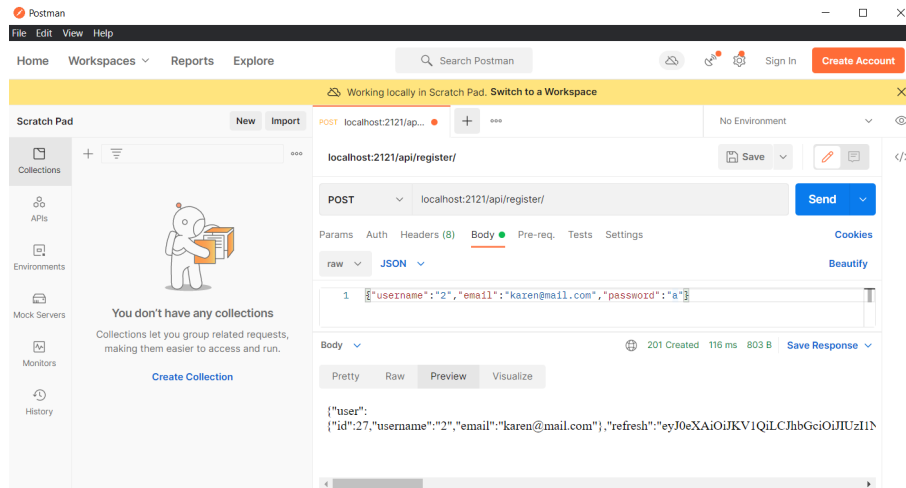 Postman
File Edit View Help
Home Workspaces Reports Explore Search Postman Sign In Create Account
Working locally in Scratch Pad. Switch to a Workspace
Scratch Pad New Import POST localhost:2121/ap... No Environment
Collections
APIs
Environments
Mock Servers
Monitors
History
You don't have any collections
Collections let you group related requests,
making them easier to access and run.
Create Collection
localhost:2121/api/register/ Save
POST localhost:2121/api/register/ Send
Params Auth Headers (8) Body Pre-req. Tests Settings Cookies
raw JSON Beautify
1 {"username":"2","email":"karen@mail.com","password":"a"}
Body 201 Created 116 ms 803 B Save Response
Pretty Raw Preview Visualize
{"user":
{"id":27,"username":"2","email":"karen@mail.com"},"refresh":"eyJ0eXAiOiJKV1QiLCJhbGciOiJIUzI1N